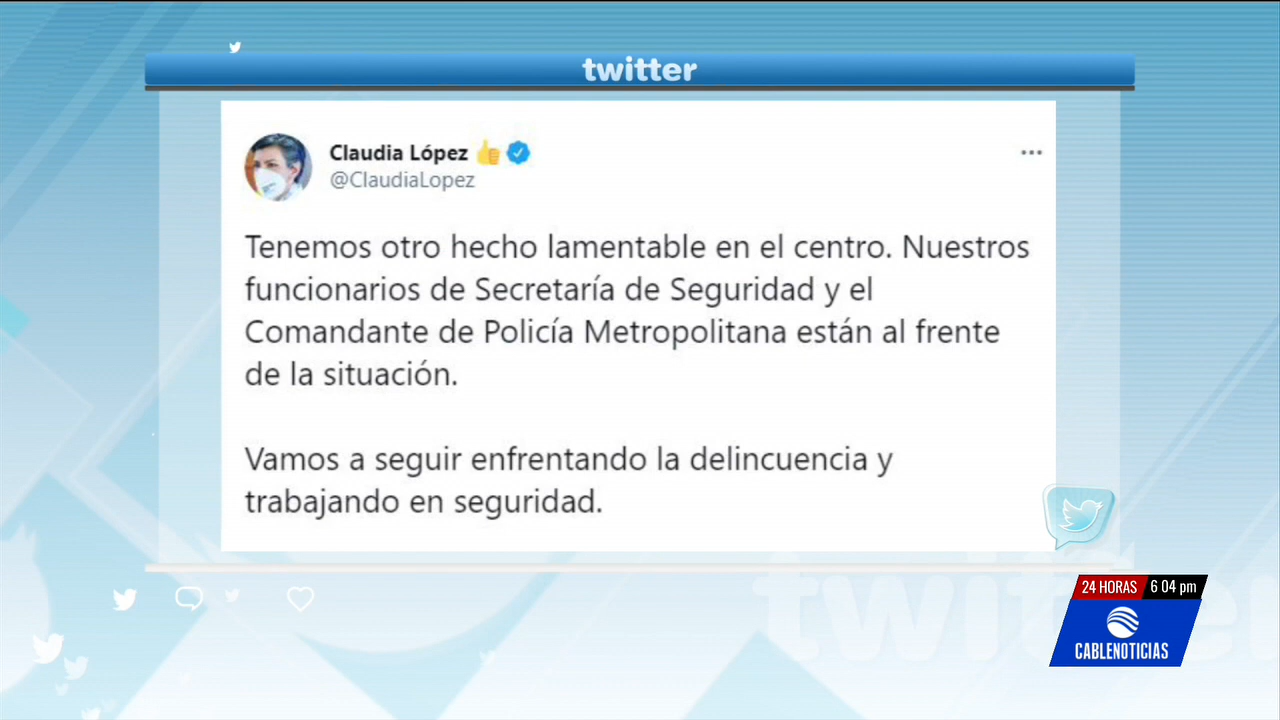 twitter
Claudia López 👍
@ClaudiaLopez
Tenemos otro hecho lamentable en el centro. Nuestros
funcionarios de Secretaría de Seguridad y el
Comandante de Policía Metropolitana están al frente
de la situación.
Vamos a seguir enfrentando la delincuencia y
trabajando en seguridad.
twitter
24 HORAS 6 04 pm
CABLENOTICIAS